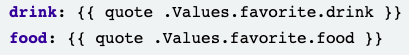 drink: {{ quote .Values.favorite.drink }}
food: {{ quote .Values.favorite.food }}